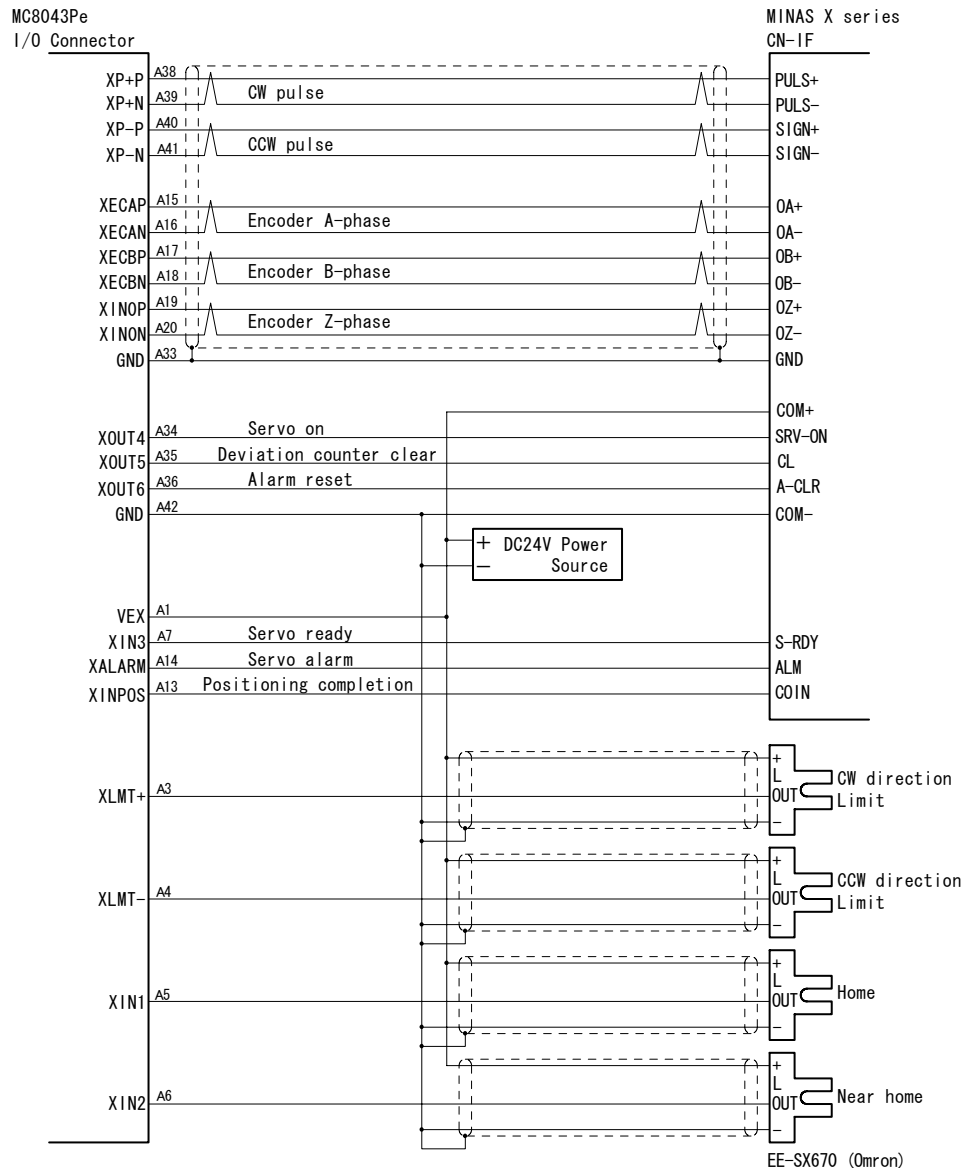 MC8043Pe
I/O Connector
MINAS X series
CN-IF
XP+P A38 PULS+
CW pulse
XP+N A39 PULS-
XP-P A40 SIGN+
CCW pulse
XP-N A41 SIGN-
XECAP A15 OA+
Encoder A-phase
XECAN A16 OA-
XECBP A17 OB+
Encoder B-phase
XECBN A18 OB-
XINOP A19 OZ+
Encoder Z-phase
XINON A20 OZ-
GND A33 GND
COM+
XOUT4 A34 Servo on SRV-ON
XOUT5 A35 Deviation counter clear CL
XOUT6 A36 Alarm reset A-CLR
GND A42 COM-
+ DC24V Power
- Source
VEX A1
XIN3 A7 Servo ready S-RDY
XALARM A14 Servo alarm ALM
XINPOS A13 Positioning completion COIN
+
L CW direction
XLMT+ A3 OUT Limit
-
+
L CCW direction
XLMT- A4 OUT Limit
-
+
L
XIN1 A5 OUT Home
-
+
L
XIN2 A6 OUT Near home
-
EE-SX670 (Omron)